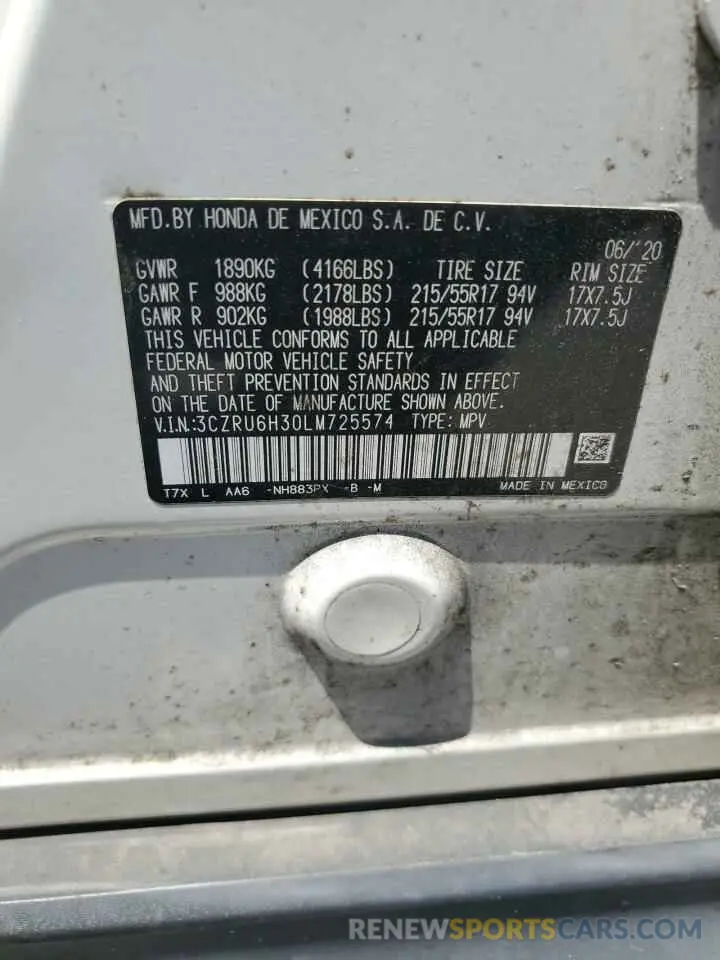 MFD.BY HONDA DE MEXICO S.A. DE C.V.
06/'20
GVWR 1890KG (4166LBS) TIRE SIZE RIM SIZE
GAWR F 988KG (2178LBS) 215/55R17 94V 17X7.5J
GAWR R 902KG (1988LBS) 215/55R17 94V 17X7.5J
THIS VEHICLE CONFORMS TO ALL APPLICABLE
FEDERAL MOTOR VEHICLE SAFETY
AND THEFT PREVENTION STANDARDS IN EFFECT
ON THE DATE OF MANUFACTURE SHOWN ABOVE.
V.I.N.:3CZRU6H30LM725574 TYPE: MPV
T7X L AA6 -NH883PX -B -M MADE IN MEXICO
RENEWSPORTSCARS.COM